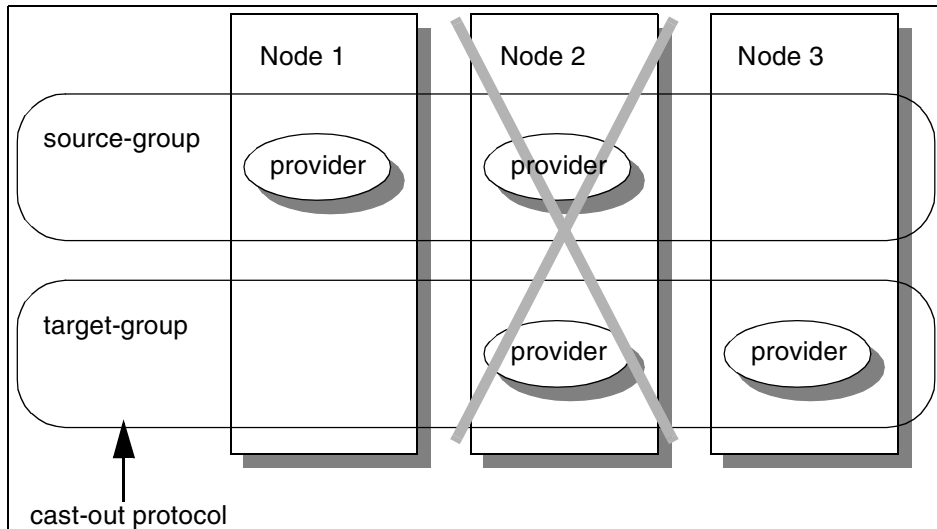 Node 1
Node 2
Node 3
source-group
provider
provider
target-group
provider
provider
cast-out protocol